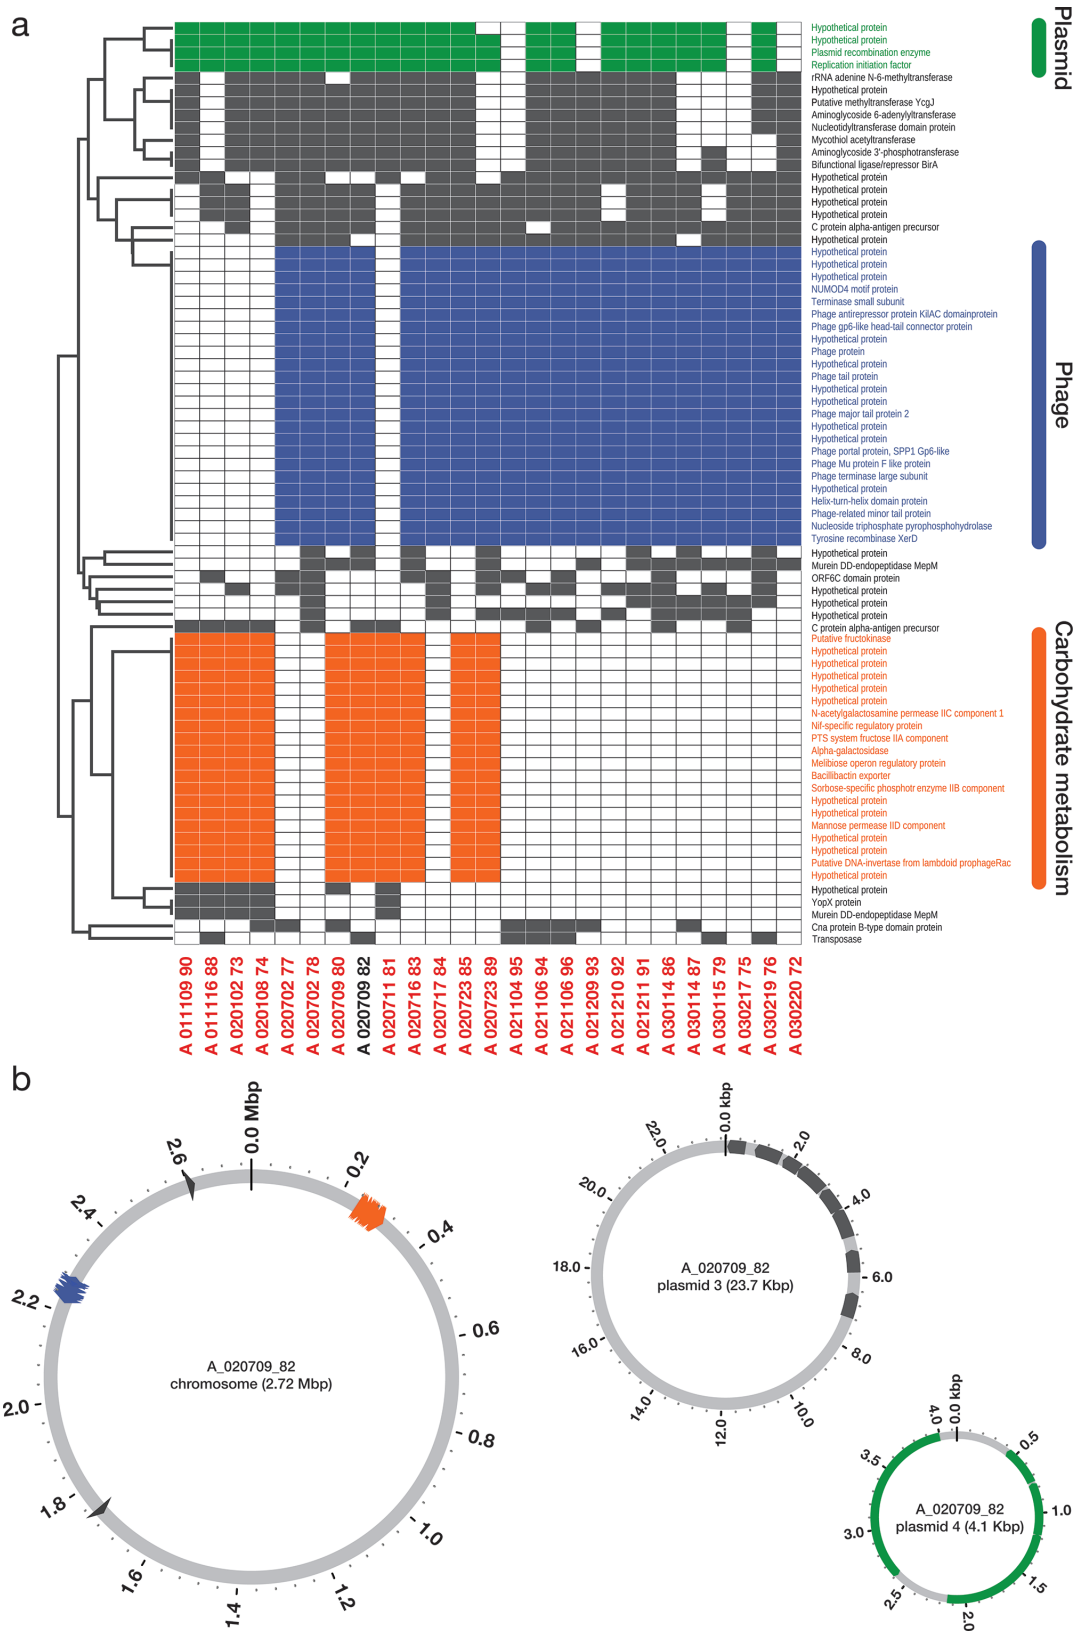 a
Plasmid
Hypothetical protein
Hypothetical protein
Plasmid recombination enzyme
Replication initiation factor
rRNA adenine N-6-methyltransferase
Hypothetical protein
Putative methyltransferase YcgJ
Aminoglycoside 6-adenylyltransferase
Nucleotidyltransferase domain protein
Mycothiol acetyltransferase
Aminoglycoside 3'-phosphotransferase
Bifunctional ligase/repressor BirA
Hypothetical protein
Hypothetical protein
Hypothetical protein
Hypothetical protein
C protein alpha-antigen precursor
Hypothetical protein
Phage
Hypothetical protein
Hypothetical protein
Hypothetical protein
NUMOD4 motif protein
Terminase small subunit
Phage antirepressor protein KilAC domainprotein
Phage gp6-like head-tail connector protein
Hypothetical protein
Phage protein
Hypothetical protein
Phage tail protein
Hypothetical protein
Hypothetical protein
Phage major tail protein 2
Hypothetical protein
Hypothetical protein
Phage portal protein, SPP1 Gp6-like
Phage Mu protein F like protein
Phage terminase large subunit
Hypothetical protein
Helix-turn-helix domain protein
Phage-related minor tail protein
Nucleoside triphosphate pyrophosphohydrolase
Tyrosine recombinase XerD
Hypothetical protein
Murein DD-endopeptidase MepM
ORF6C domain protein
Hypothetical protein
Hypothetical protein
Hypothetical protein
C protein alpha-antigen precursor
Carbohydrate metabolism
Putative fructokinase
Hypothetical protein
Hypothetical protein
Hypothetical protein
Hypothetical protein
Hypothetical protein
N-acetylgalactosamine permease IIC component 1
Nif-specific regulatory protein
PTS system fructose IIA component
Alpha-galactosidase
Melibiose operon regulatory protein
Bacillibactin exporter
Sorbose-specific phosphotr enzyme IIB component
Hypothetical protein
Hypothetical protein
Mannose permease IID component
Hypothetical protein
Hypothetical protein
Putative DNA-invertase from lambdoid prophageRac
Hypothetical protein
Hypothetical protein
YopX protein
Murein DD-endopeptidase MepM
Cna protein B-type domain protein
Transposase
A 011109 90
A 011116 88
A 020102 73
A 020108 74
A 020702 77
A 020702 78
A 020709 80
A 020709 82
A 020711 81
A 020716 83
A 020717 84
A 020723 85
A 020723 89
A 021104 95
A 021106 94
A 021106 96
A 021209 93
A 021210 92
A 021211 91
A 030114 86
A 030114 87
A 030115 79
A 030217 75
A 030219 76
A 030220 72
b
0.0 Mbp
0.2
0.4
0.6
0.8
1.0
1.2
1.4
1.6
1.8
2.0
2.2
2.4
2.6
A_020709_82
chromosome (2.72 Mbp)
0.0 kbp
2.0
4.0
6.0
8.0
10.0
12.0
14.0
16.0
18.0
20.0
22.0
A_020709_82
plasmid 3 (23.7 Kbp)
0.0 kbp
0.5
1.0
1.5
2.0
2.5
3.0
3.5
4.0
A_020709_82
plasmid 4 (4.1 Kbp)